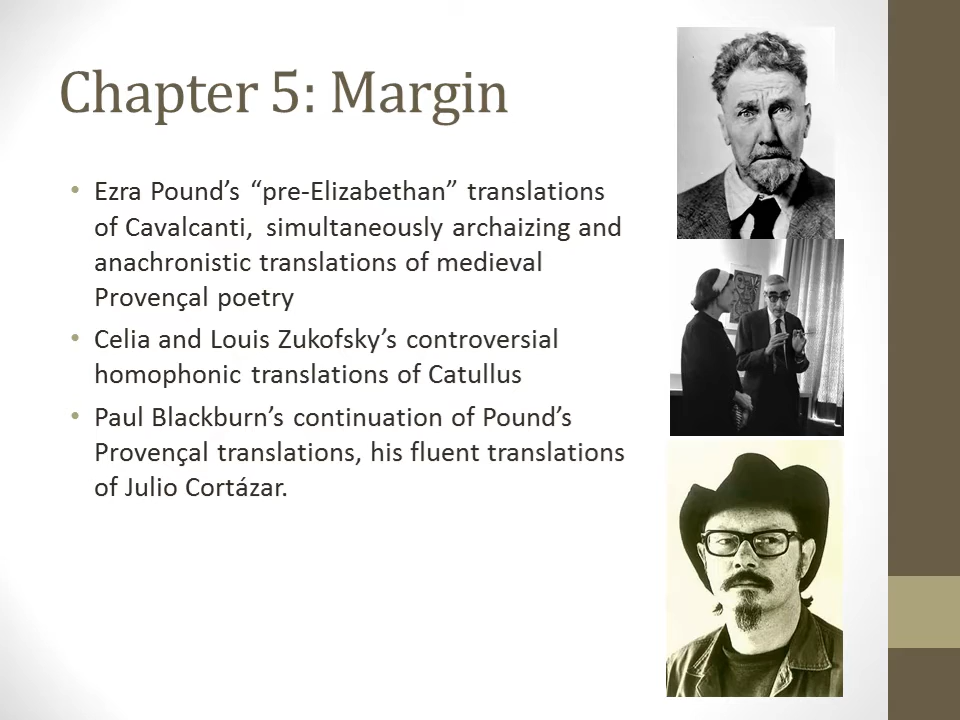 Chapter 5: Margin
• Ezra Pound’s “pre-Elizabethan” translations
of Cavalcanti, simultaneously archaizing and
anachronistic translations of medieval
Provençal poetry
• Celia and Louis Zukofsky’s controversial
homophonic translations of Catullus
• Paul Blackburn’s continuation of Pound’s
Provençal translations, his fluent translations
of Julio Cortázar.